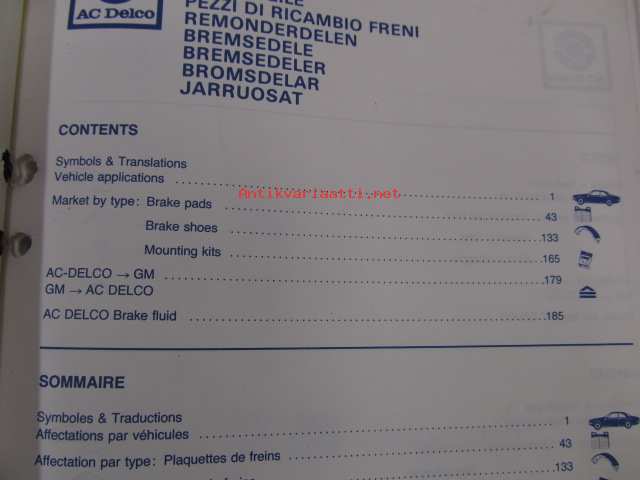 AC Delco
PEZZI DI RICAMBIO FRENI
REMONDERDELEN
BREMSEDELE
BREMSEDELER
BROMSDELAR
JARRUOSAT
CONTENTS
Symbols & Translations
Vehicle applications ........ 1
Antikvariaatti.net
Market by type: Brake pads ........ 43
Brake shoes ........ 133
Mounting kits ........ 165
AC-DELCO → GM ........ 179
GM → AC DELCO
AC DELCO Brake fluid ........ 185
SOMMAIRE
Symboles & Traductions
Affectations par véhicules ........ 1
Affectation par type: Plaquettes de freins ........ 43
133